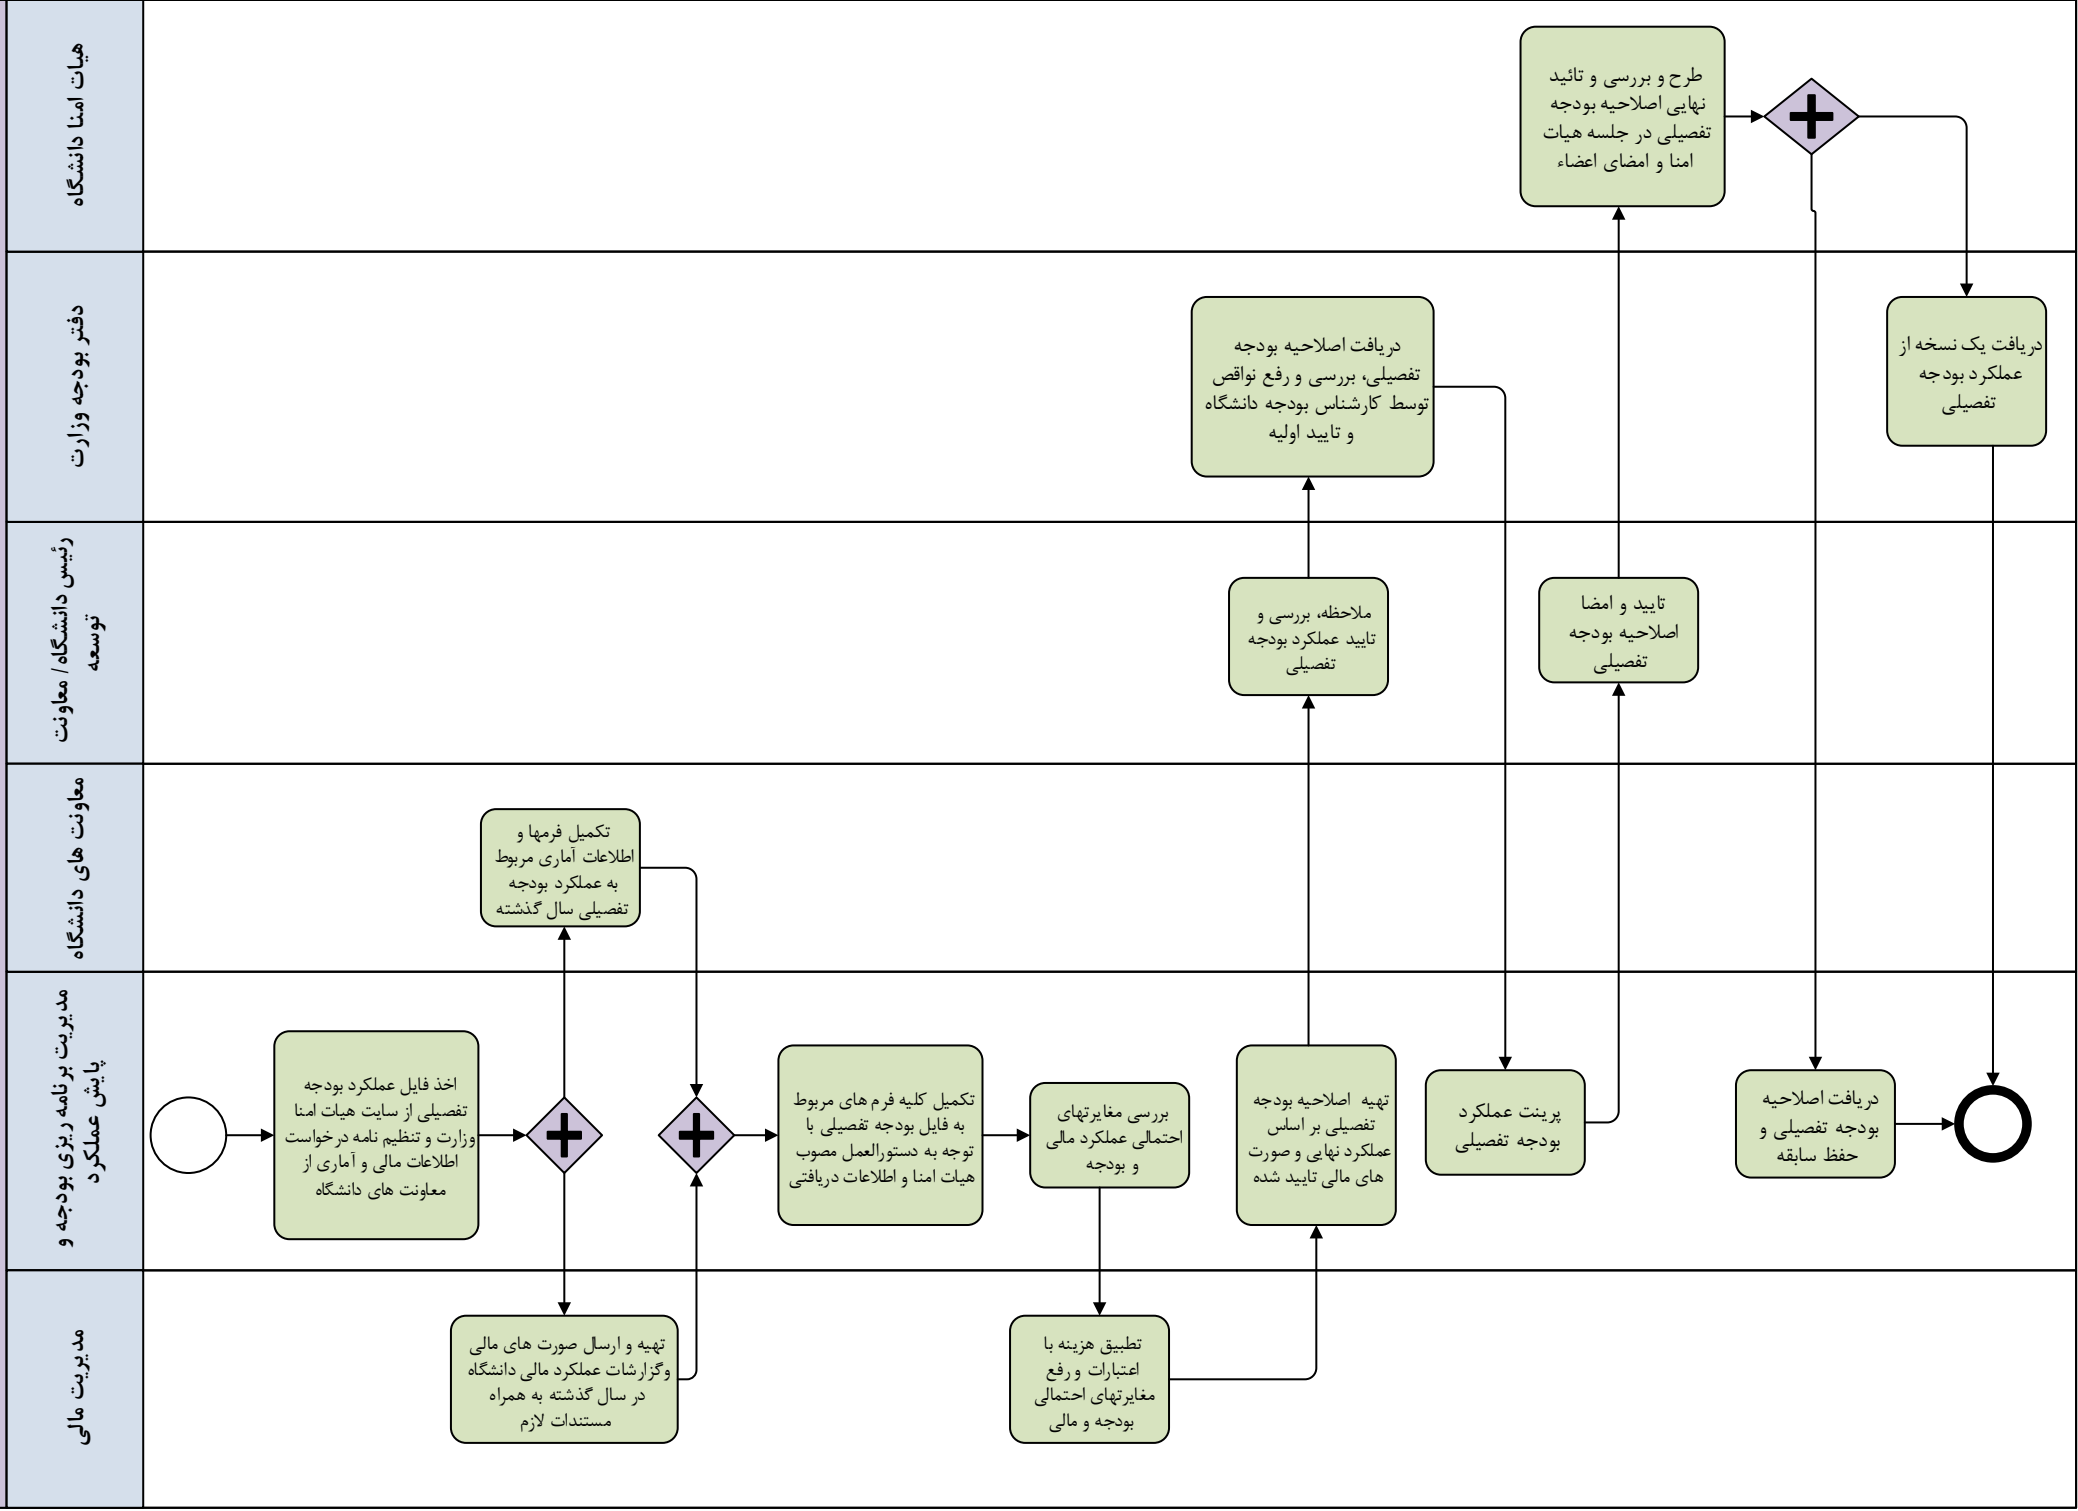 هیات امنا دانشگاه
طرح و بررسی و تائید
نهایی اصلاحیه بودجه
تفصیلی در جلسه هیات
امنا و امضای اعضاء
دفتر بودجه وزارت
دریافت اصلاحیه بودجه
تفصیلی، بررسی و رفع نواقص
توسط کارشناس بودجه دانشگاه
و تایید اولیه
دریافت یک نسخه از
عملکرد بودجه
تفصیلی
رئیس دانشگاه/ معاونت
توسعه
ملاحظه، بررسی و
تایید عملکرد بودجه
تفصیلی
تایید و امضا
اصلاحیه بودجه
تفصیلی
معاونت های دانشگاه
تکمیل فرمها و
اطلاعات آماری مربوط
به عملکرد بودجه
تفصیلی سال گذشته
مدیریت برنامه ریزی بودجه و
پایش عملکرد
اخذ فایل عملکرد بودجه
تفصیلی از سایت هیات امنا
وزارت و تنظیم نامه درخواست
اطلاعات مالی و آماری از
معاونت های دانشگاه
تکمیل کلیه فرم های مربوط
به فایل بودجه تفصیلی با
توجه به دستورالعمل مصوب
هیات امنا و اطلاعات دریافتی
بررسی مغایرتهای
احتمالی عملکرد مالی
و بودجه
تهیه اصلاحیه بودجه
تفصیلی بر اساس
عملکرد نهایی و صورت
های مالی تایید شده
پرینت عملکرد
بودجه تفصیلی
دریافت اصلاحیه
بودجه تفصیلی و
حفظ سابقه
مدیریت مالی
تهیه و ارسال صورت های مالی
وگزارشات عملکرد مالی دانشگاه
در سال گذشته به همراه
مستندات لازم
تطبیق هزینه با
اعتبارات و رفع
مغایرتهای احتمالی
بودجه و مالی